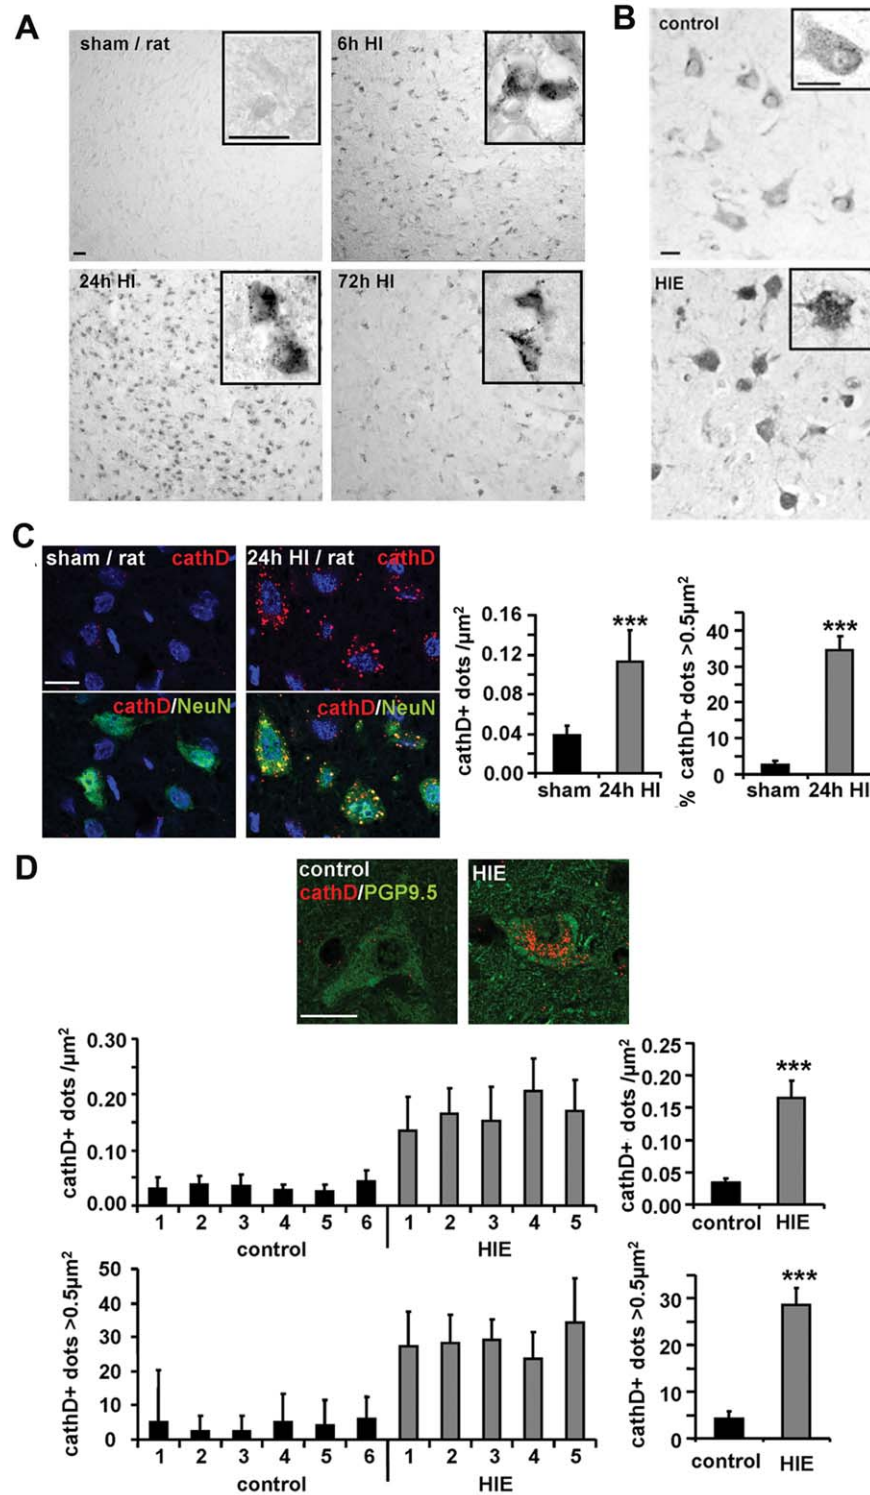 A
sham / rat
6h HI
24h HI
72h HI
B
control
HIE
C
sham / rat cathD
24h HI / rat cathD
cathD/NeuN
cathD/NeuN
cathD+ dots /µm²
0.16
0.12
0.08
0.04
0.00
***
sham 24h HI
% cathD+ dots >0.5µm²
40
30
20
10
0
***
sham 24h HI
D
control
cathD/PGP9.5
HIE
cathD+ dots /µm²
0.30
0.20
0.10
0.00
1 2 3 4 5 6 1 2 3 4 5
control HIE
cathD+ dots /µm²
0.25
0.20
0.15
0.10
0.05
0.00
***
control HIE
cathD+ dots >0.5µm²
50
40
30
20
10
0
1 2 3 4 5 6 1 2 3 4 5
control HIE
cathD+ dots >0.5µm²
30
20
10
0
***
control HIE